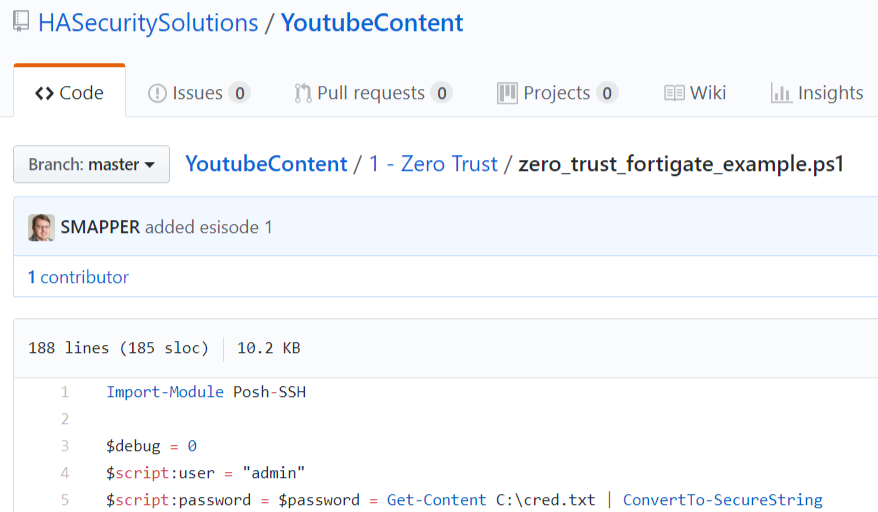 HASecuritySolutions / YoutubeContent
Code Issues 0 Pull requests 0 Projects 0 Wiki Insights
Branch: master YoutubeContent / 1 - Zero Trust / zero_trust_fortigate_example.ps1
SMAPPER added esisode 1
1 contributor
188 lines (185 sloc) 10.2 KB
1 Import-Module Posh-SSH
2
3 $debug = 0
4 $script:user = "admin"
5 $script:password = $password = Get-Content C:\cred.txt | ConvertTo-SecureString